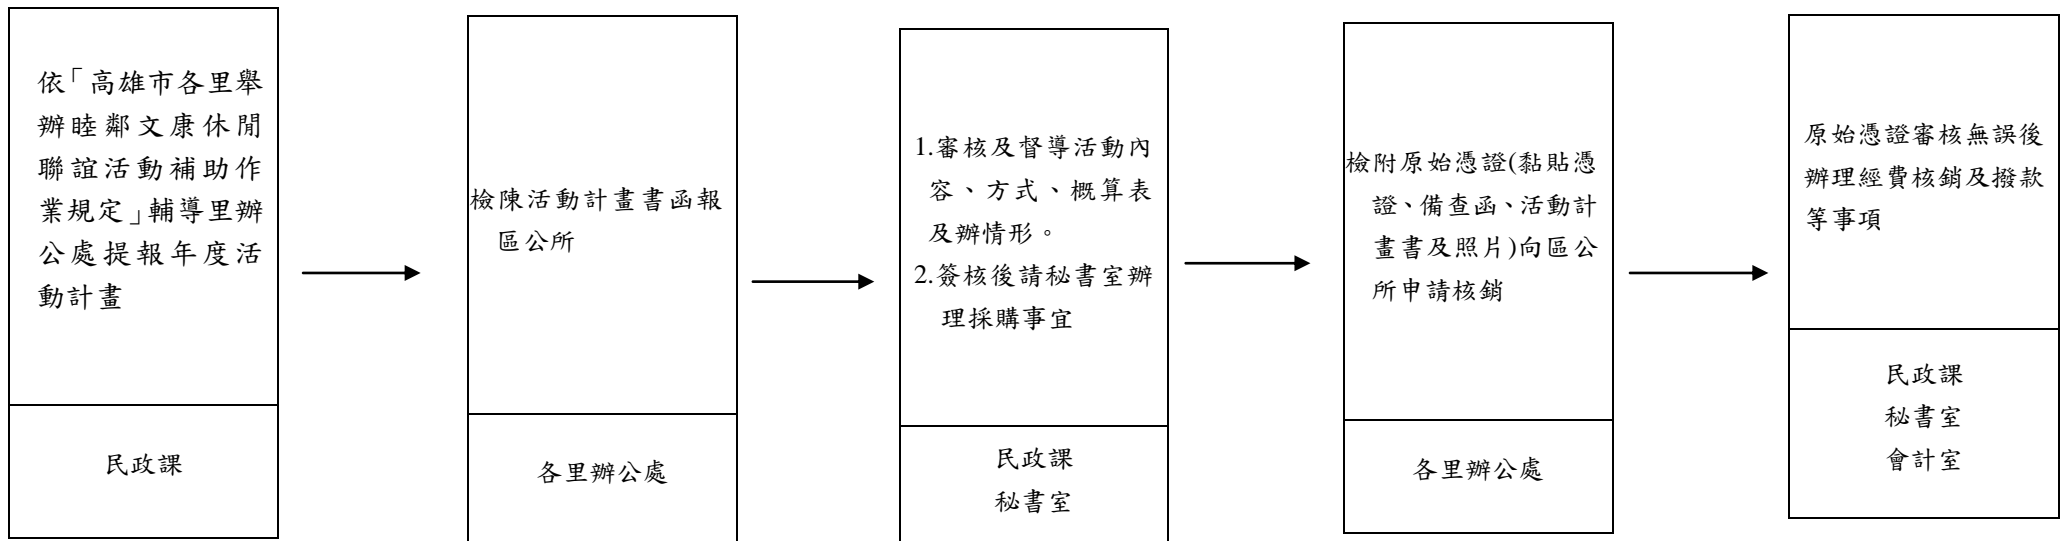 依「高雄市各里舉
辦睦鄰文康休閒
聯誼活動補助作
業規定」輔導里辦
公處提報年度活
動計畫
民政課
檢陳活動計畫書函報
區公所
各里辦公處
1.審核及督導活動內
容、方式、概算表
及辦情形。
2.簽核後請秘書室辦
理採購事宜
民政課
秘書室
檢附原始憑證(黏貼憑
證、備查函、活動計
畫書及照片)向區公
所申請核銷
各里辦公處
原始憑證審核無誤後
辦理經費核銷及撥款
等事項
民政課
秘書室
會計室